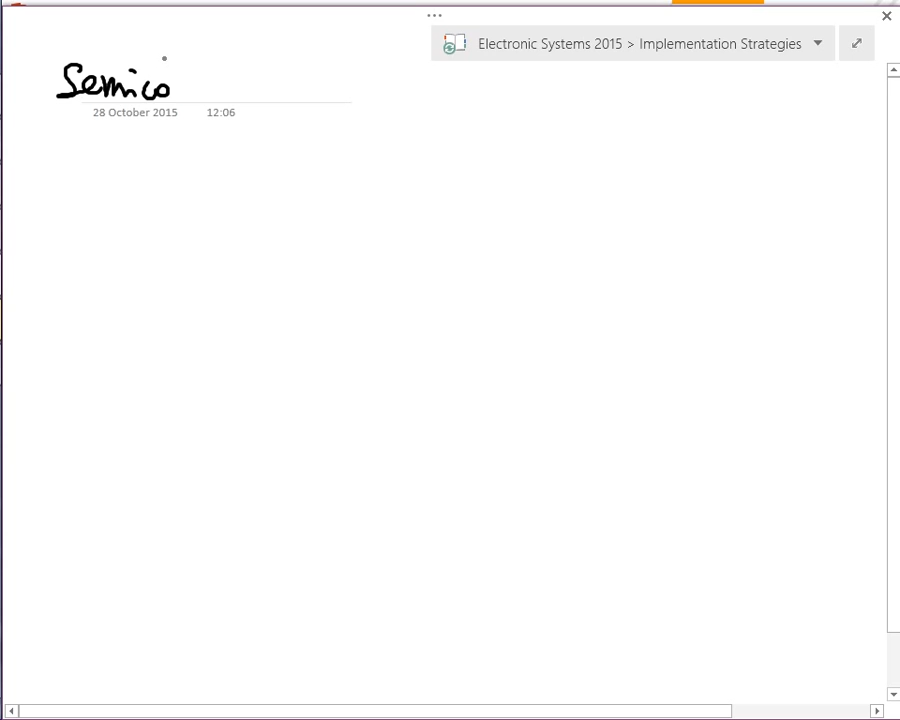 Electronic Systems 2015 > Implementation Strategies
Semico
28 October 2015 12:06